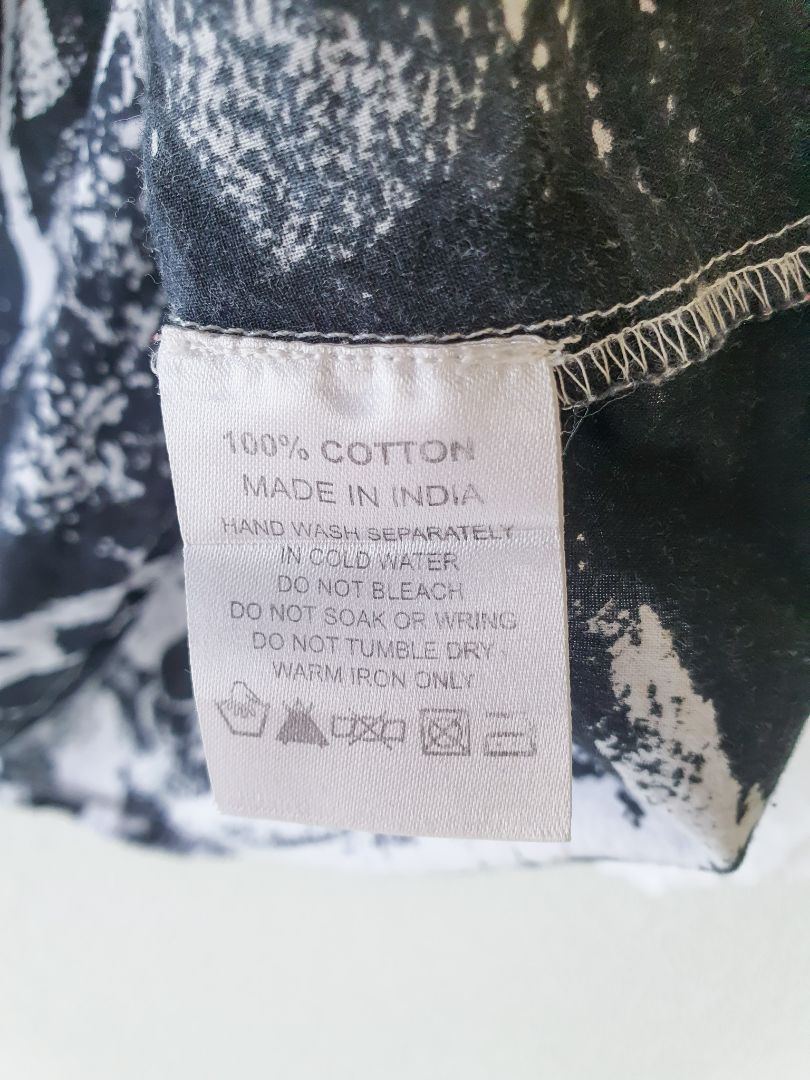 100% COTTON
MADE IN INDIA
HAND WASH SEPARATELY
IN COLD WATER
DO NOT BLEACH
DO NOT SOAK OR WRING
DO NOT TUMBLE DRY
WARM IRON ONLY